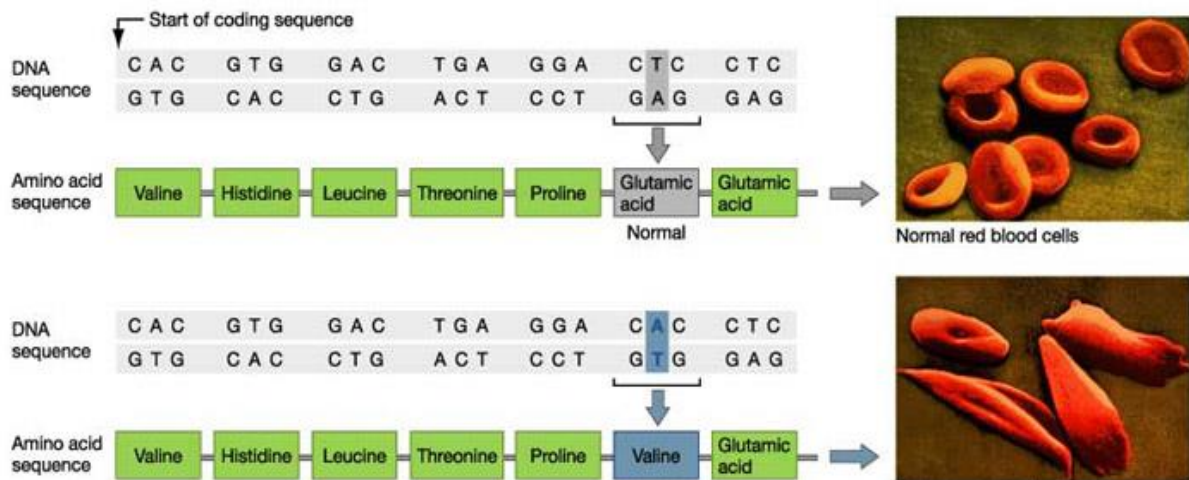 Start of coding sequence
DNA
sequence
C A C G T G G A C T G A G G A C T C C T C
G T G C A C C T G A C T C C T G A G G A G
Amino acid
sequence
Valine Histidine Leucine Threonine Proline Glutamic
acid Glutamic
acid
Normal
Normal red blood cells
DNA
sequence
C A C G T G G A C T G A G G A C A C C T C
G T G C A C C T G A C T C C T G T G G A G
Amino acid
sequence
Valine Histidine Leucine Threonine Proline Valine Glutamic
acid